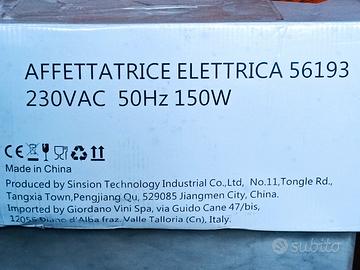 AFFETTATRICE ELETTRICA 56193
230VAC 50Hz 150W
CE
Made in China
Produced by Sinsion Technology Industrial Co.,Ltd, No.11,Tongle Rd.,
Tangxia Town,Pengjiang Qu, 529085 Jiangmen City, China.
Imported by Giordano Vini Spa, via Guido Cane 47/bis,
12055 Diano d'Alba fraz. Valle Talloria (Cn), Italy.
subito